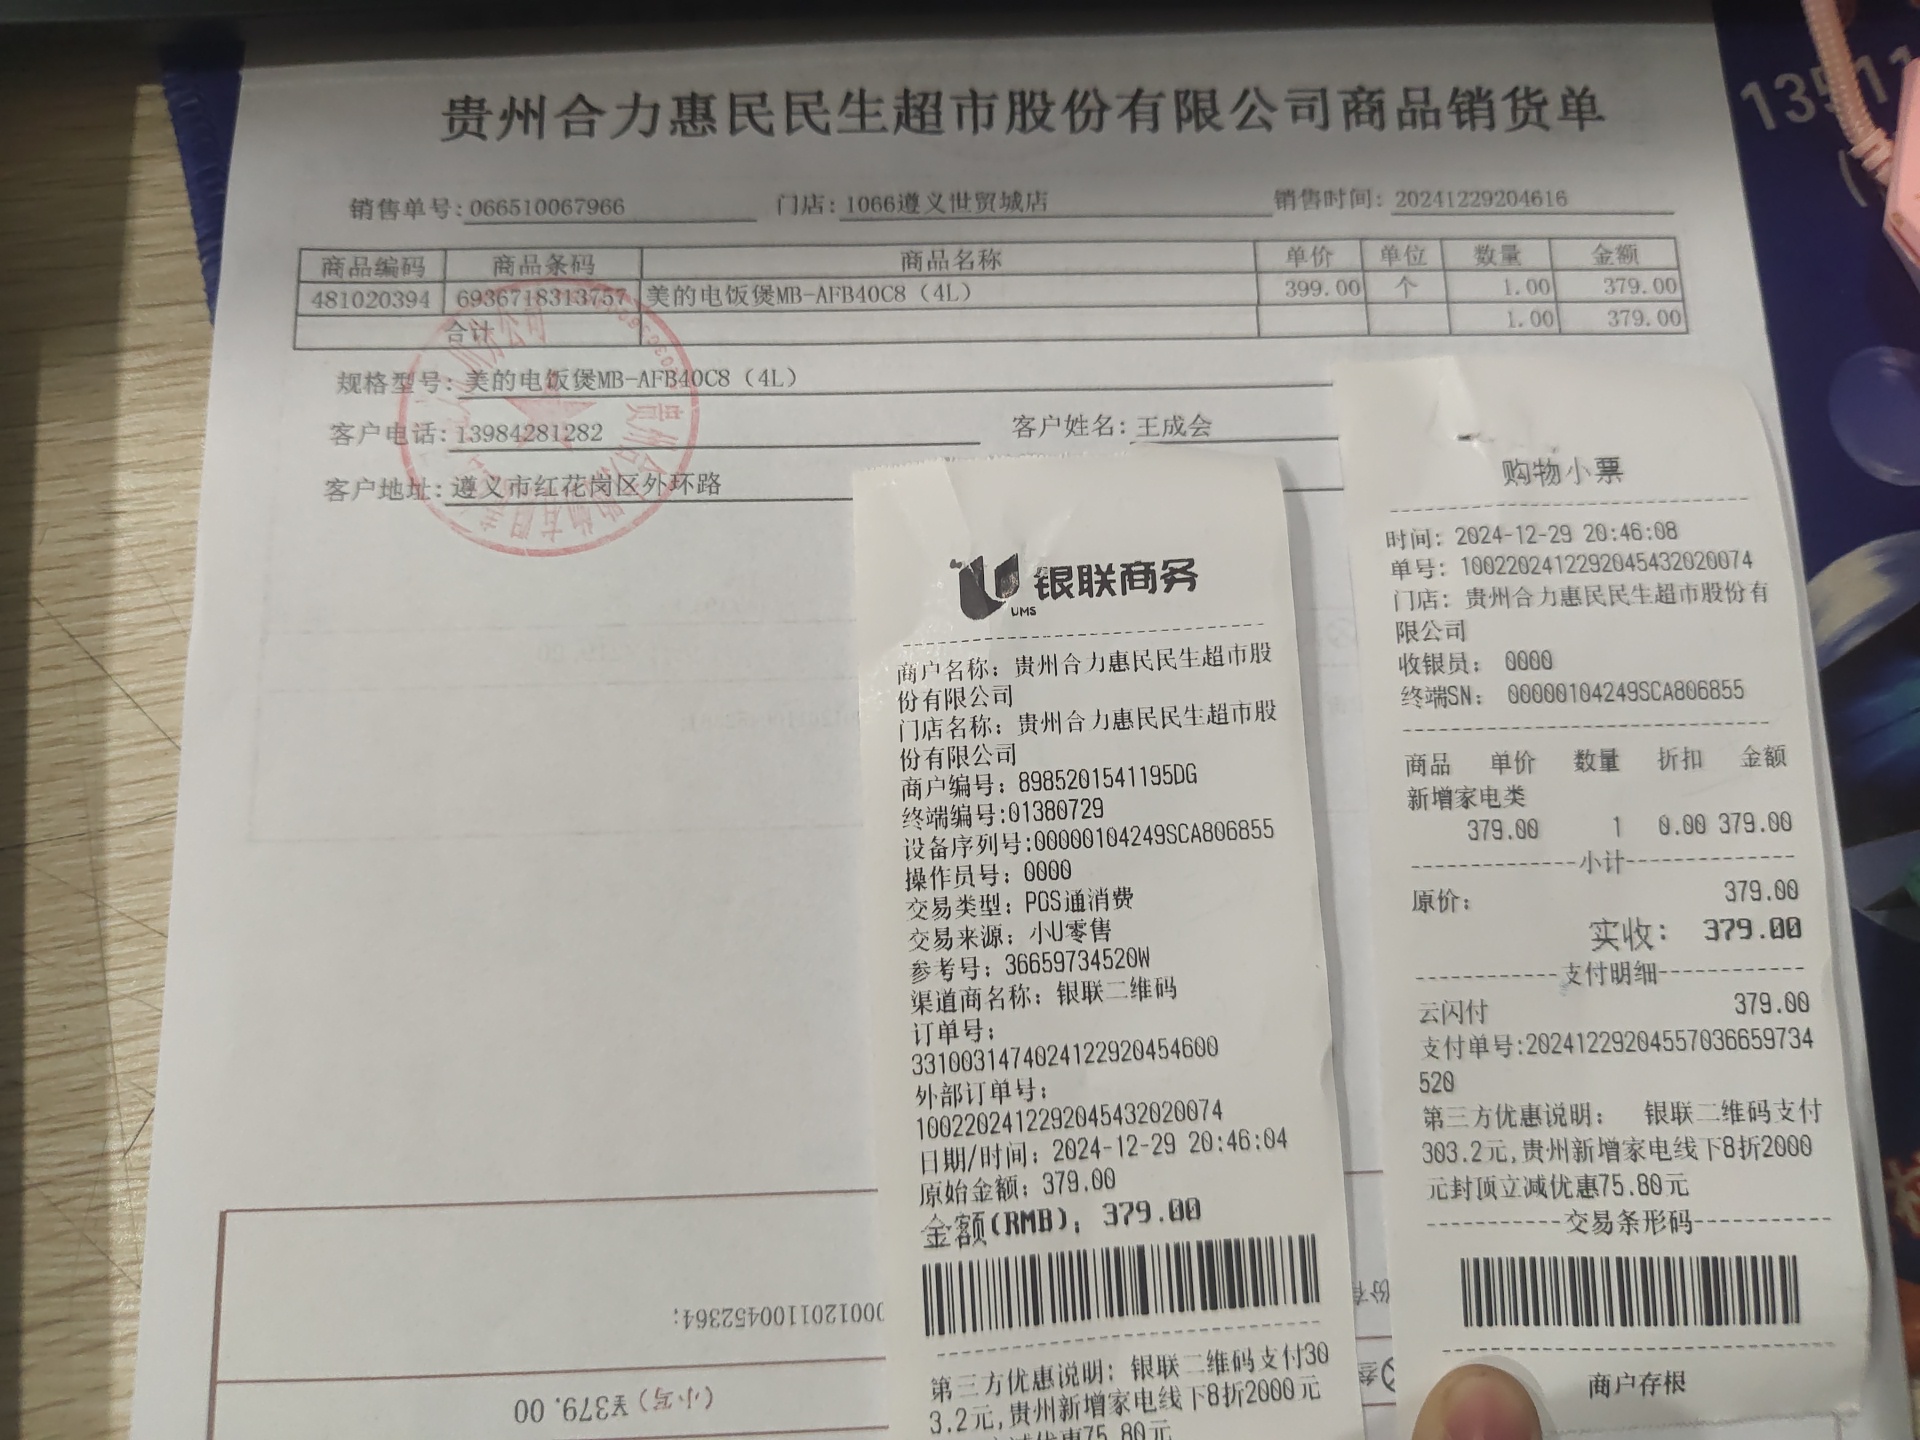 贵州合力惠民民生超市股份有限公司商品销货单
销售单号:066510067966 门店:1066遵义世贸城店 销售时间:20241229204616
商品编码 商品条码 商品名称 单价 单位 数量 金额
481020394 6936718313757 美的电饭煲MB-AFB40C8（4L） 399.00 个 1.00 379.00
合计 1.00 379.00
规格型号:美的电饭煲MB-AFB40C8（4L）
客户电话:13984281282 客户姓名:王成会
客户地址:遵义市红花岗区外环路
银联商务
UMS
商户名称：贵州合力惠民民生超市股
份有限公司
门店名称：贵州合力惠民民生超市股
份有限公司
商户编号：8985201541195DG
终端编号:01380729
设备序列号:00000104249SCA806855
操作员号：0000
交易类型：POS通消费
交易来源：小U零售
参考号：36659734520W
渠道商名称：银联二维码
订单号：
3310031474024122920454600
外部订单号：
10022024122920454320200​74
日期/时间：2024-12-29 20:46:04
原始金额：379.00
金额(RMB)：379.00
第三方优惠说明：银联二维码支付30
3.2元,贵州新增家电线下8折2000元
减优惠75.80元
购物小票
时间：2024-12-29 20:46:08
单号：1002202412292045432020074
门店：贵州合力惠民民生超市股份有
限公司
收银员：0000
终端SN：00000104249SCA806855
商品 单价 数量 折扣 金额
新增家电类
379.00 1 0.00 379.00
小计
原价：379.00
实收：379.00
支付明细
云闪付 379.00
支付单号:202412292045570366597​34
520
第三方优惠说明：银联二维码支付
303.2元,贵州新增家电线下8折2000
元封顶立减优惠75.80元
交易条形码
商户存根
0001201100452364:
(小写) ¥379.00